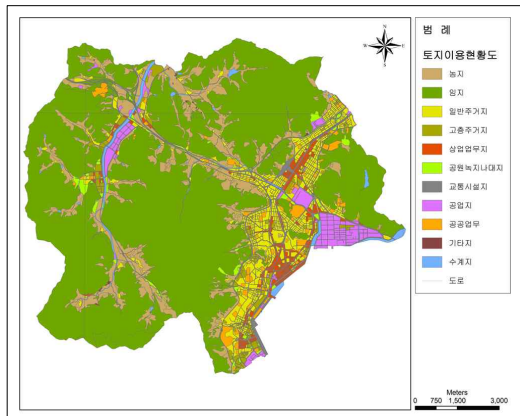 범 례
토지이용현황도
농지
임지
일반주거지
고층주거지
상업업무지
공원녹지나대지
교통시설지
공업지
공공업무
기타지
수계지
도로
N
W
S
Meters
0 750 1,500 3,000